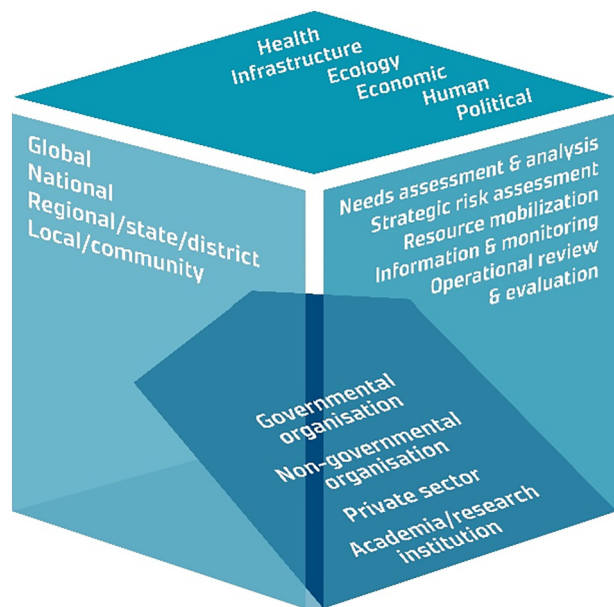 Health
Infrastructure
Ecology
Economic
Human
Political
Global
National
Regional/state/district
Local/community
Needs assessment & analysis
Strategic risk assessment
Resource mobilization
Information & monitoring
Operational review
& evaluation
Governmental
organisation
Non-governmental
organisation
Private sector
Academia/research
institution